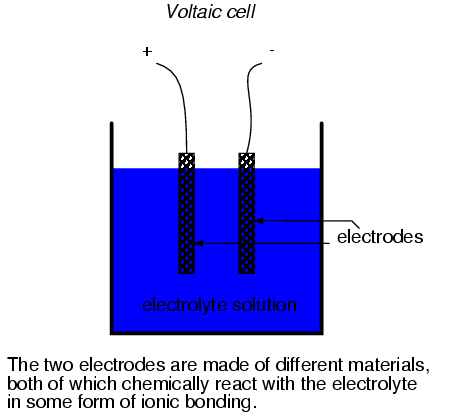 Voltaic cell
+ -
electrodes
electrolyte solution
The two electrodes are made of different materials,
both of which chemically react with the electrolyte
in some form of ionic bonding.